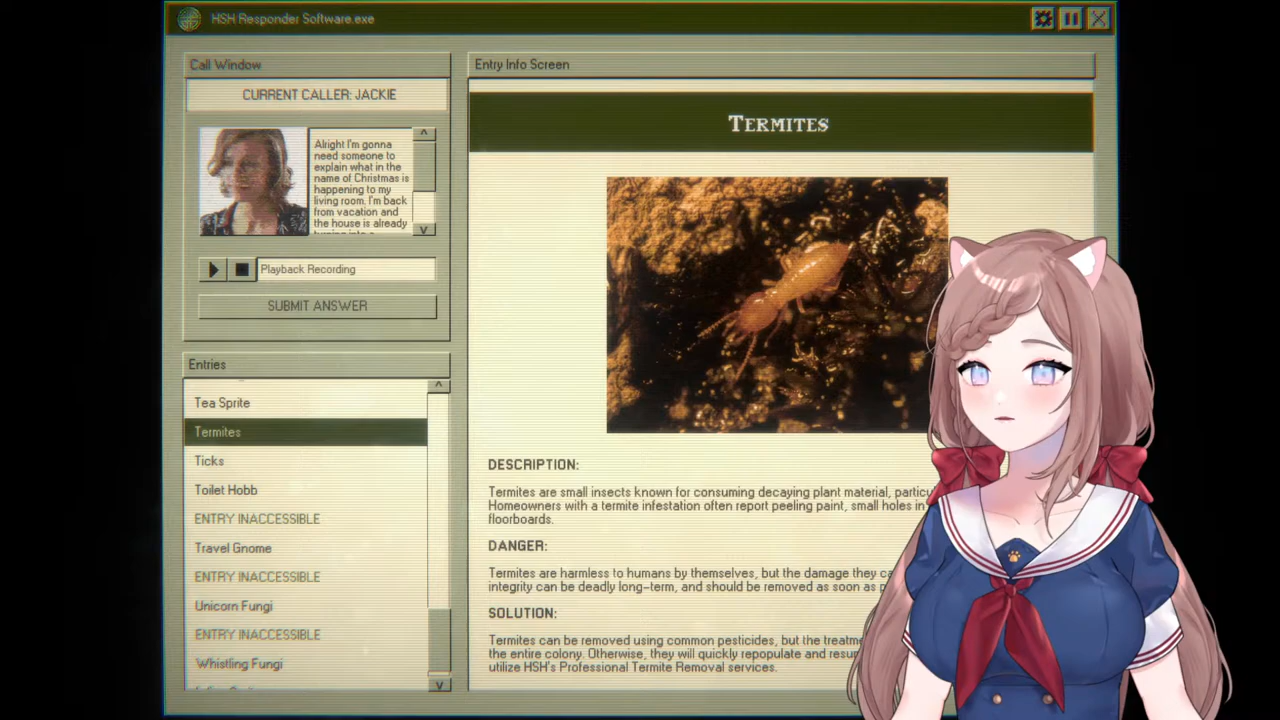 HSH Responder Software.exe
Call Window
CURRENT CALLER: JACKIE
Alright I'm gonna
need someone to
explain what in the
name of Christmas is
happening to my
living room. I'm back
from vacation and
the house is already
Playback Recording
SUBMIT ANSWER
Entries
Tea Sprite
Termites
Ticks
Toilet Hobb
ENTRY INACCESSIBLE
Travel Gnome
ENTRY INACCESSIBLE
Unicorn Fungi
ENTRY INACCESSIBLE
Whistling Fungi
Entry Info Screen
TERMITES
DESCRIPTION:
Termites are small insects known for consuming decaying plant material,
Homeowners with a termite infestation often report peeling paint, small holes in
floorboards.
DANGER:
Termites are harmless to humans by themselves, but the damage they
integrity can be deadly long-term, and should be removed as soon as
SOLUTION:
Termites can be removed using common pesticides, but the
the entire colony. Otherwise, they will quickly repopulate and
utilize HSH's Professional Termite Removal services.